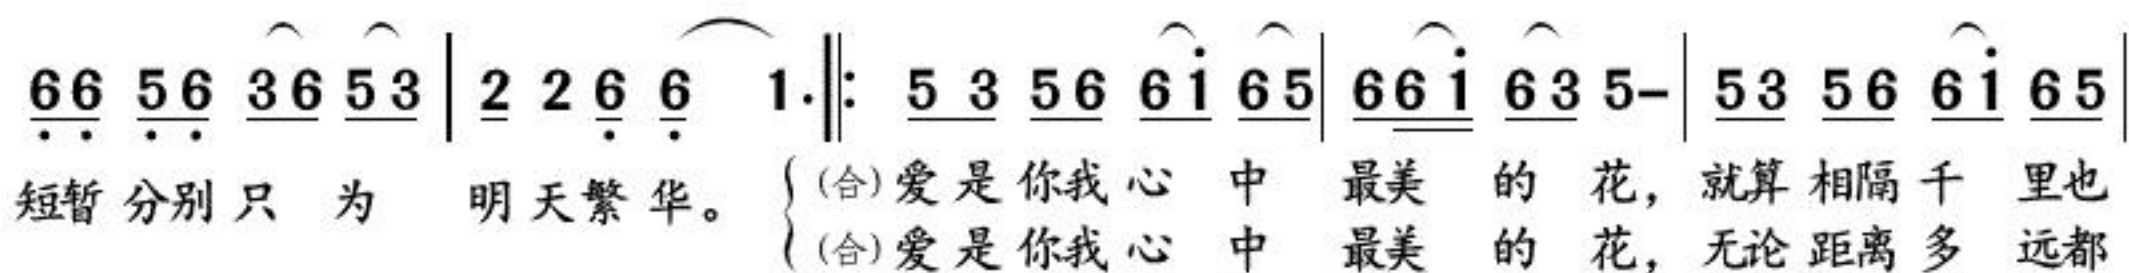 66 56 36 53 | 2 2 6 6 1. ‖: 5 3 56 6i 65 | 66i 63 5– | 53 56 6i 65 |
短暂 分别 只 为 明 天 繁 华。 (合) 爱 是 你我 心 中 最美 的 花， 就算 相隔 千 里也
(合) 爱 是 你我 心 中 最美 的 花， 无论 距离 多 远都